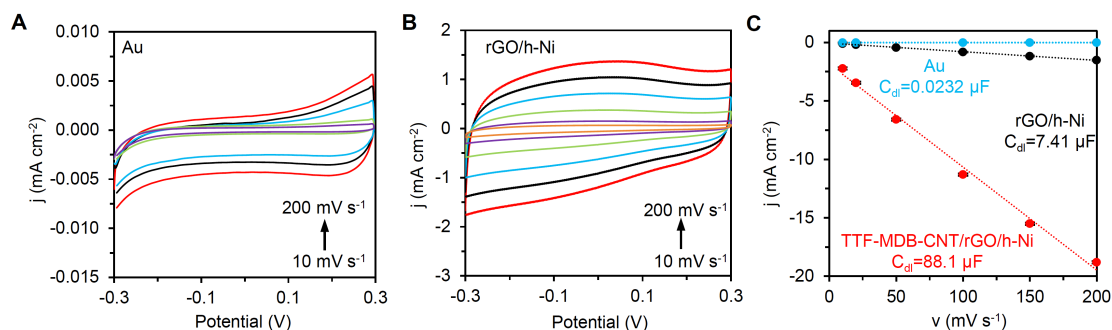 A
Au
0.010
0.005
0.000
-0.005
-0.010
-0.015
j (mA cm⁻²)
200 mV s⁻¹
10 mV s⁻¹
-0.3
-0.1
0.1
0.3
Potential (V)
B
rGO/h-Ni
2
1
0
-1
-2
-3
j (mA cm⁻²)
200 mV s⁻¹
10 mV s⁻¹
-0.3
-0.1
0.1
0.3
Potential (V)
C
0
-5
-10
-15
-20
j (mA cm⁻²)
Au
C_dl=0.0232 µF
rGO/h-Ni
C_dl=7.41 µF
TTF-MDB-CNT/rGO/h-Ni
C_dl=88.1 µF
0
50
100
150
200
v (mV s⁻¹)